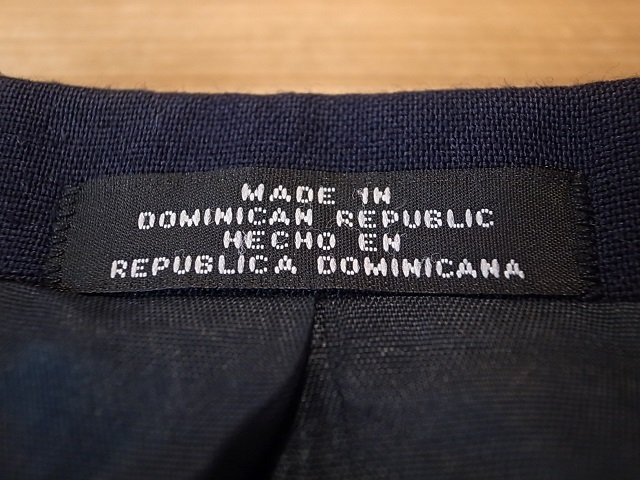 MADE IN
DOMINICAN REPUBLIC
HECHO EN
REPUBLICA DOMINICANA